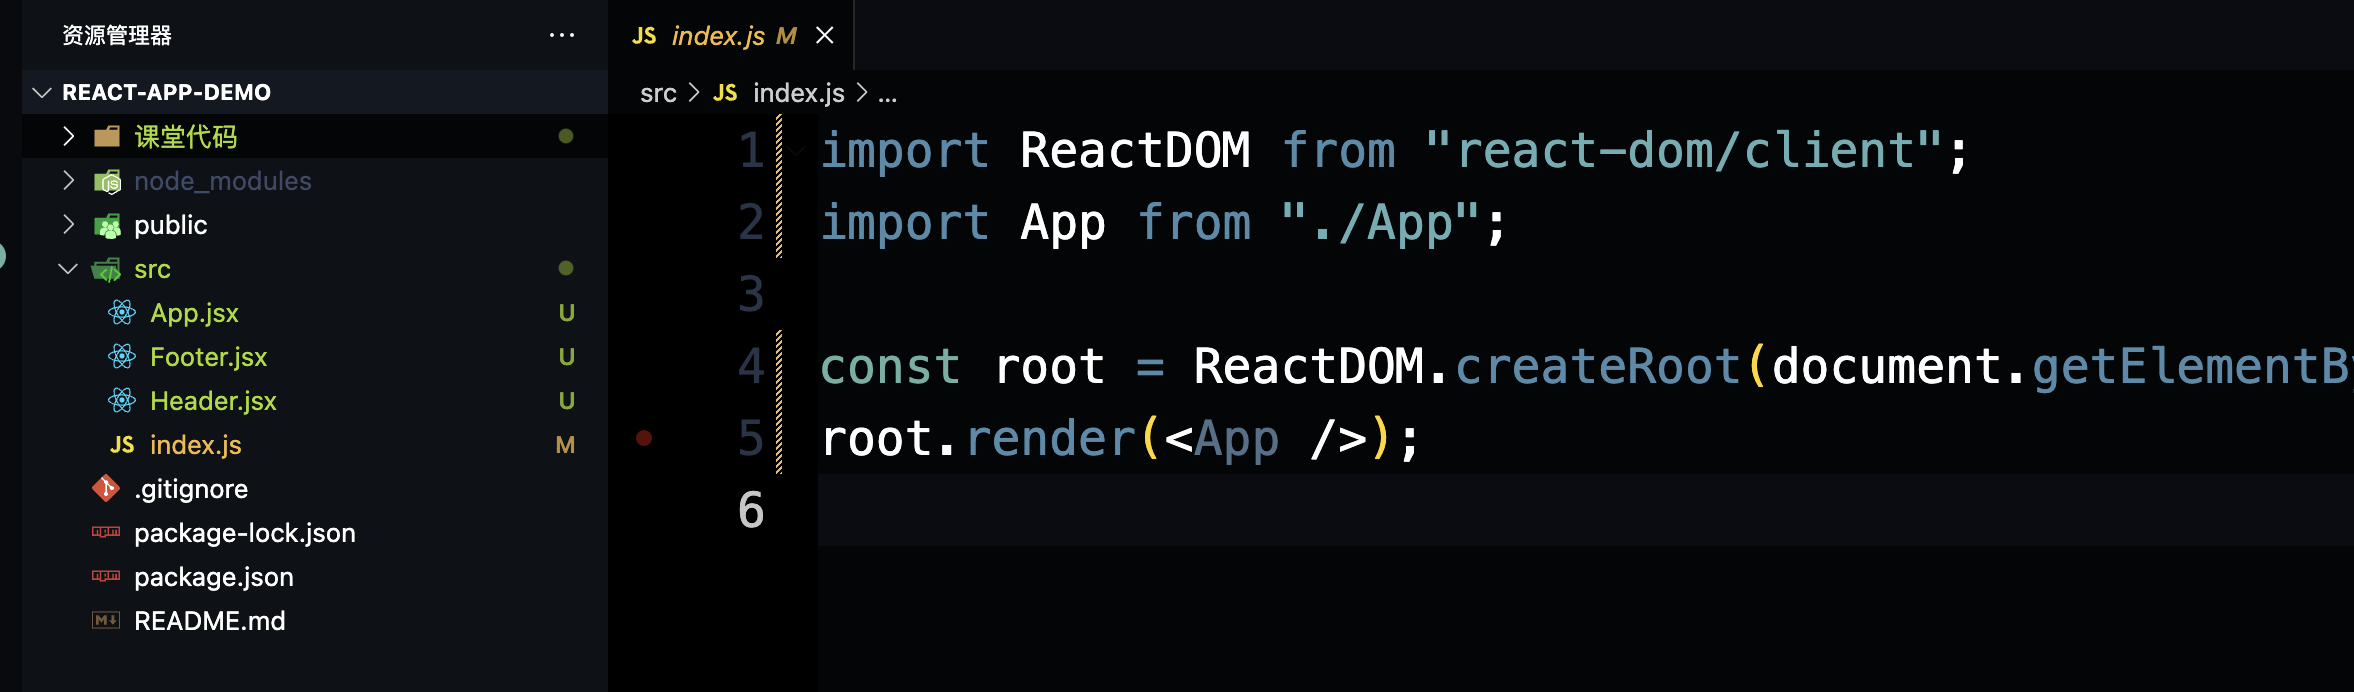 资源管理器 ...
REACT-APP-DEMO
课堂代码
node_modules
public
src
App.jsx U
Footer.jsx U
Header.jsx U
JS index.js M
.gitignore
package-lock.json
package.json
README.md
JS index.js M
src > JS index.js > ...
1 import ReactDOM from "react-dom/client";
2 import App from "./App";
3
4 const root = ReactDOM.createRoot(document.getElementB
5 root.render(<App />);
6